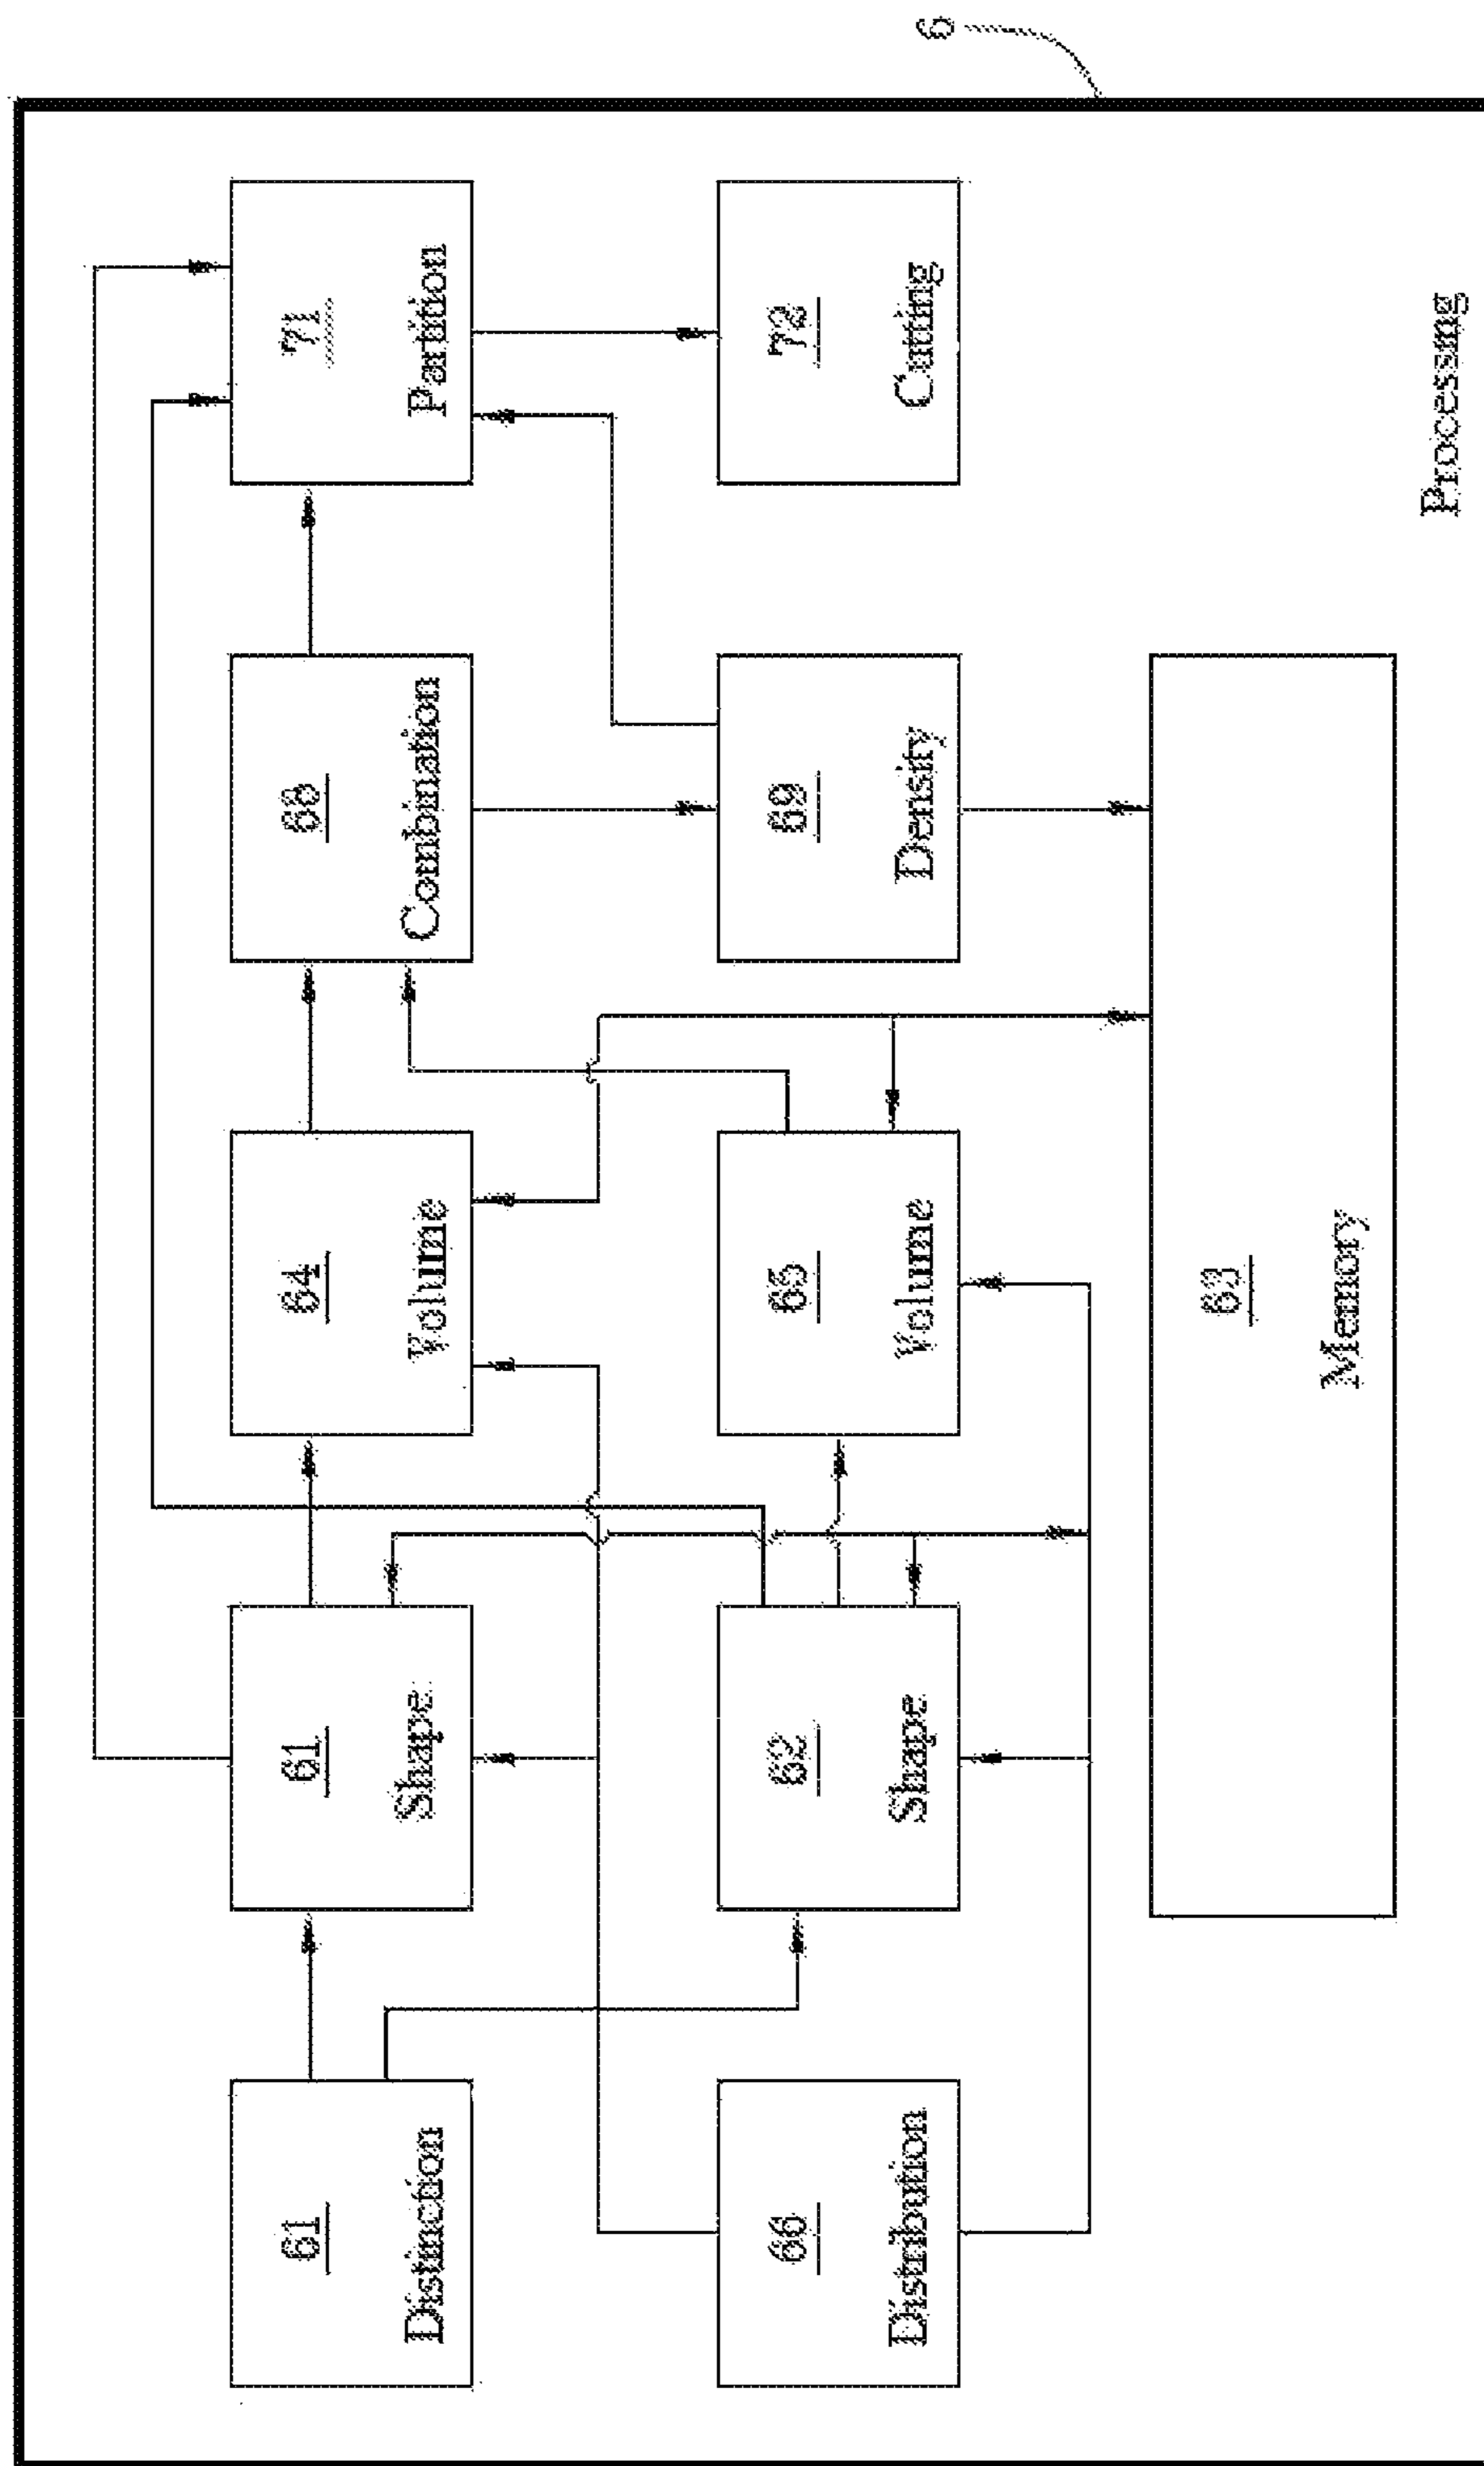 6
61
Distinction
61
Shape
64
Volume
68
Combination
71
Partition
66
Distribution
62
Shape
65
Volume
69
Density
72
Cutting
63
Memory
Processing